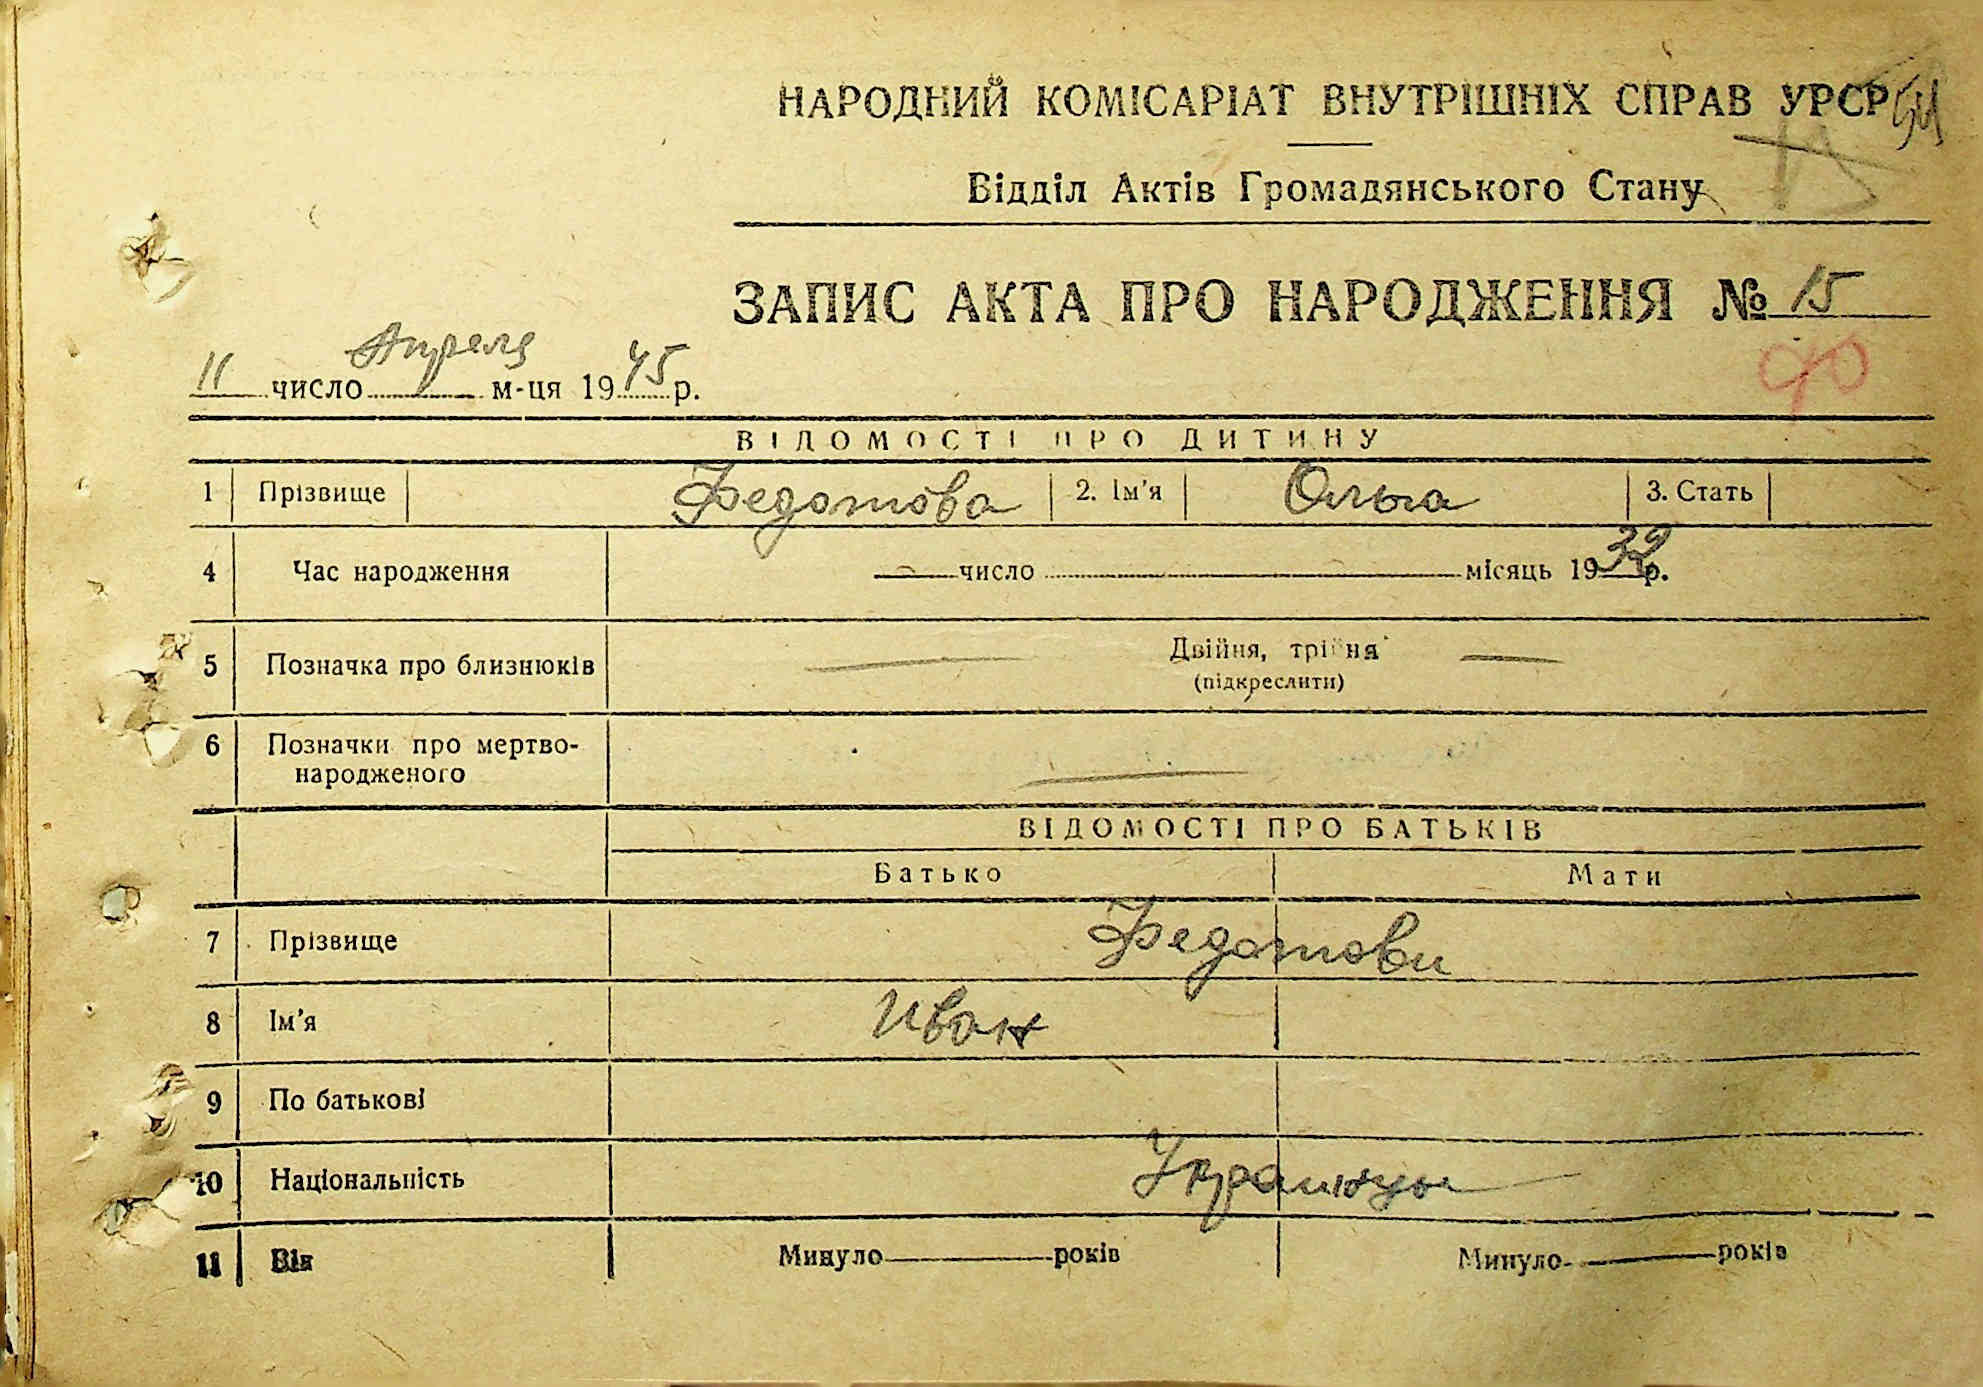 НАРОДНИЙ КОМІСАРІАТ ВНУТРІШНІХ СПРАВ УРСР
Відділ Актів Громадянського Стану
ЗАПИС АКТА ПРО НАРОДЖЕННЯ № 15
90
11 число Апреля м-ця 1945 р.
ВІДОМОСТІ ПРО ДИТИНУ
1 Прізвище Федотова 2. Ім'я Ольга 3. Стать
4 Час народження — число місяць 1932 р.
5 Позначка про близнюків — Двійня, трійня —
(підкреслити)
6 Позначки про мертво-
народженого —
ВІДОМОСТІ ПРО БАТЬКІВ
Батько Мати
7 Прізвище Федотови
8 Ім'я Иван
9 По батькові
10 Національність Украинцы
11 Вік Минуло років Минуло років